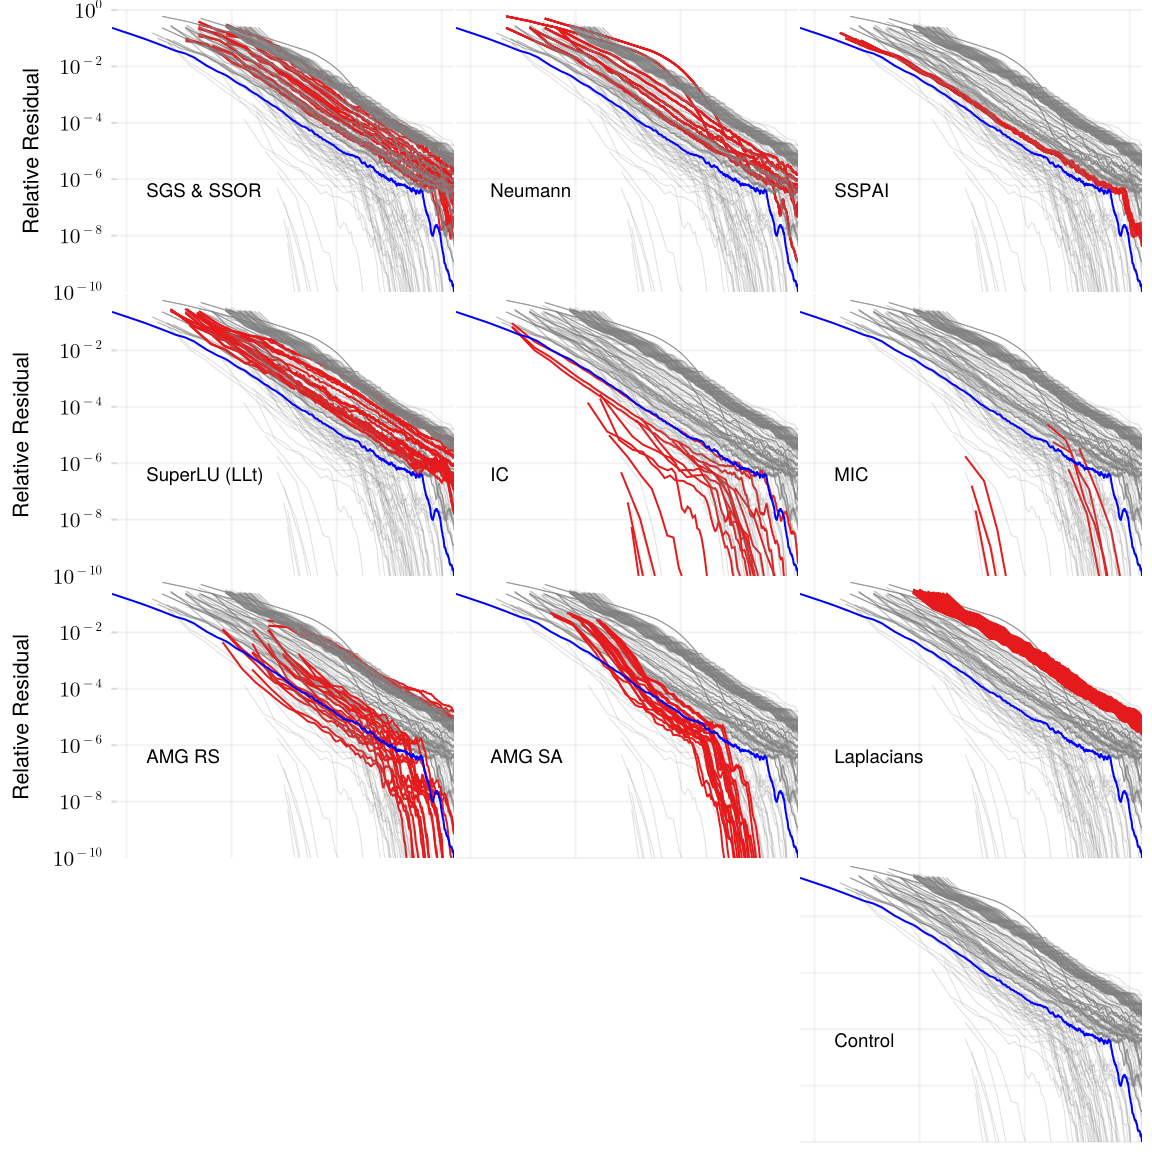 10^0
10^−2
10^−4
10^−6
10^−8
10^−10
Relative Residual
SGS & SSOR
Neumann
SSPAI
10^−2
10^−4
10^−6
10^−8
10^−10
Relative Residual
SuperLU (LLt)
IC
MIC
10^−2
10^−4
10^−6
10^−8
10^−10
Relative Residual
AMG RS
AMG SA
Laplacians
Control